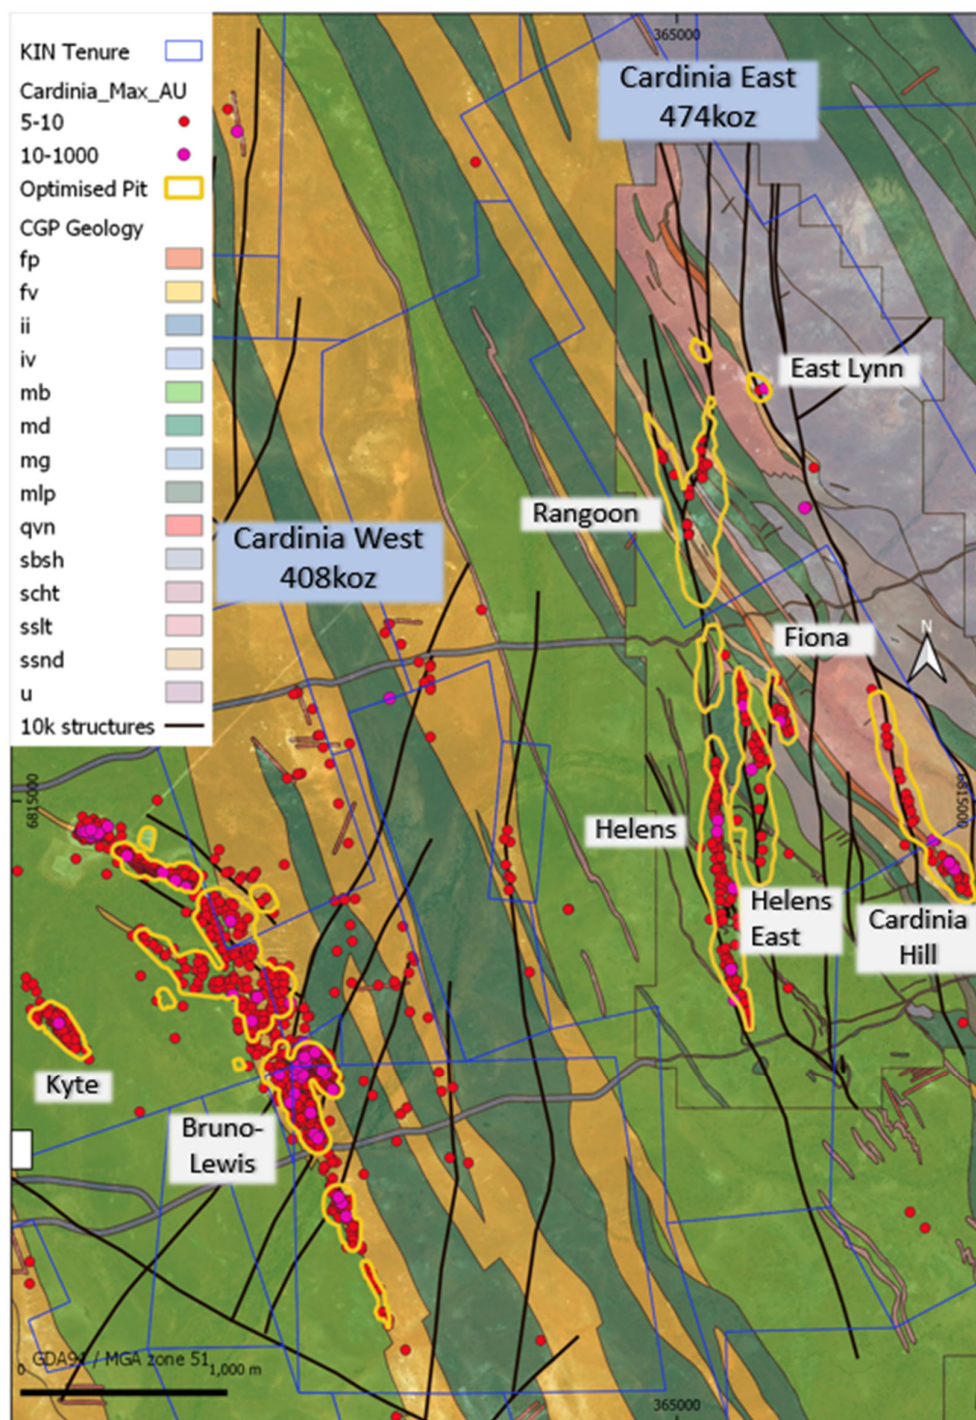 KIN Tenure
Cardinia_Max_AU
5-10
10-1000
Optimised Pit
CGP Geology
fp
fv
ii
iv
mb
md
mg
mlp
qvn
sbsh
scht
sslt
ssnd
u
10k structures
365000
Cardinia East
474koz
East Lynn
Rangoon
Cardinia West
408koz
Fiona
N
6815000
6815000
Helens
Helens
East
Cardinia
Hill
Kyte
Bruno-
Lewis
GDA94 / MGA zone 51
0
1,000 m
365000